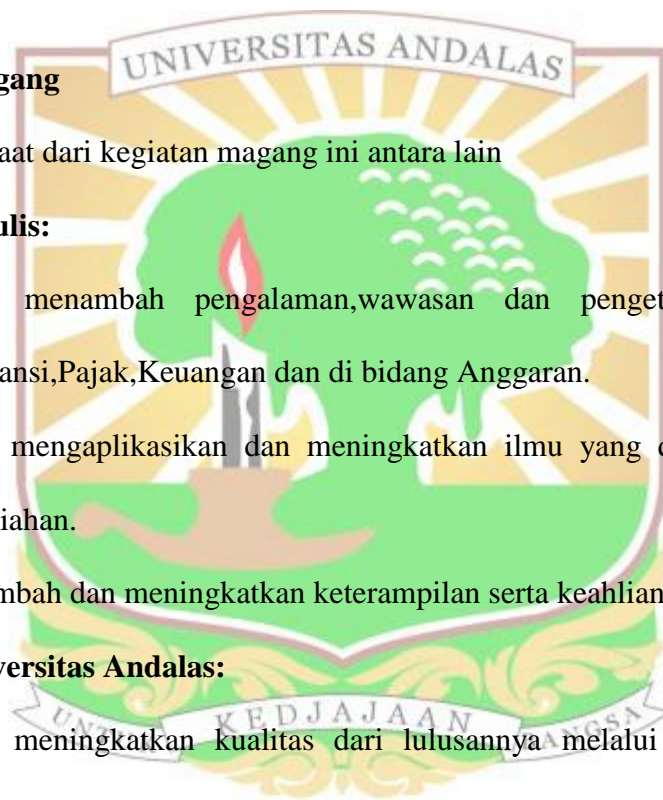 UNIVERSITAS ANDALAS
gang
aat dari kegiatan magang ini antara lain
ulis:
menambah pengalaman,wawasan dan penget
ansi,Pajak,Keuangan dan di bidang Anggaran.
mengaplikasikan dan meningkatkan ilmu yang d
iahan.
mbah dan meningkatkan keterampilan serta keahlian
versitas Andalas:
meningkatkan kualitas dari lulusannya melalui
UNTUK KEDJAJAAN BANGSA